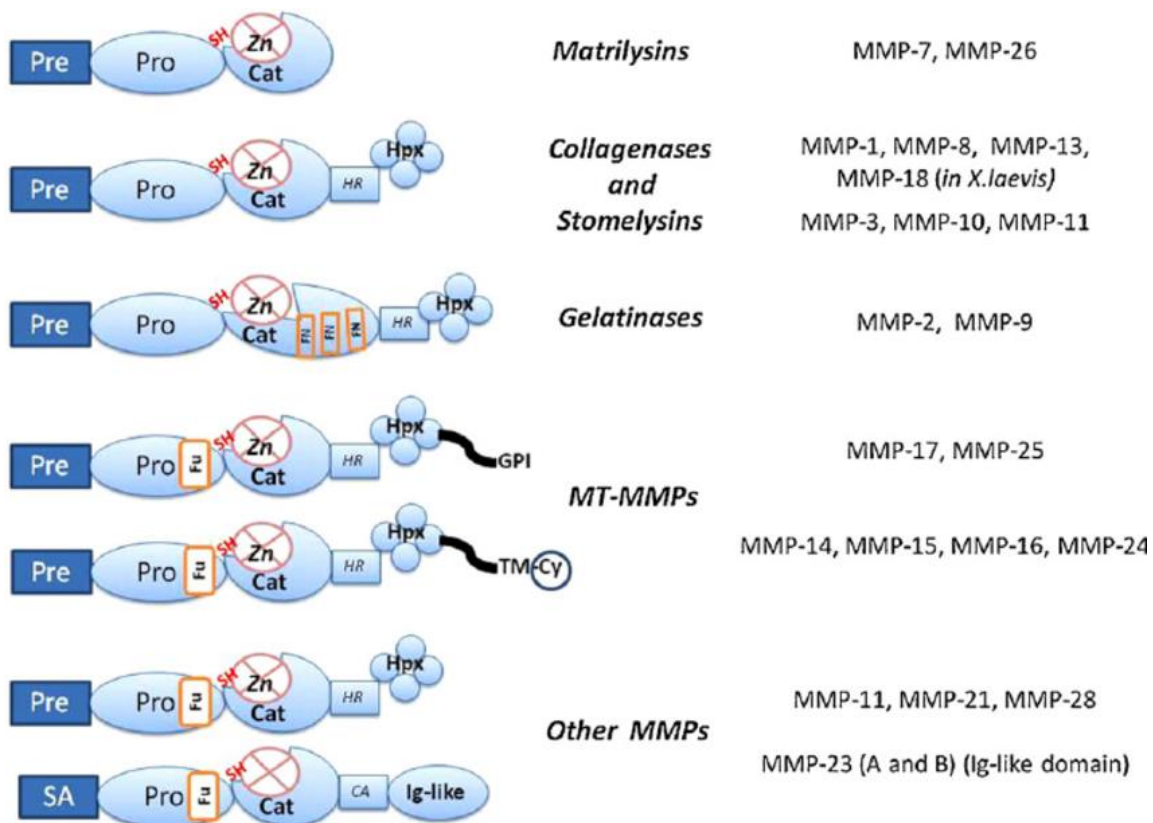 SH
Zn
Pre Pro Cat Matrilysins MMP-7, MMP-26
Hpx
SH
Zn
Pre Pro Cat HR
Collagenases MMP-1, MMP-8, MMP-13,
and MMP-18 (in X.laevis)
Stomelysins MMP-3, MMP-10, MMP-11
Hpx
SH
Zn
Pre Pro Cat FN FN FN HR Gelatinases MMP-2, MMP-9
Hpx
SH
Zn
Pre Pro Fu Cat HR GPI MMP-17, MMP-25
MT-MMPs
Hpx
SH
Zn
Pre Pro Fu Cat HR TM-Cy MMP-14, MMP-15, MMP-16, MMP-24
Hpx
SH
Zn
Pre Pro Fu Cat HR MMP-11, MMP-21, MMP-28
Other MMPs
MMP-23 (A and B) (Ig-like domain)
SH
SA Pro Fu Cat CA Ig-like